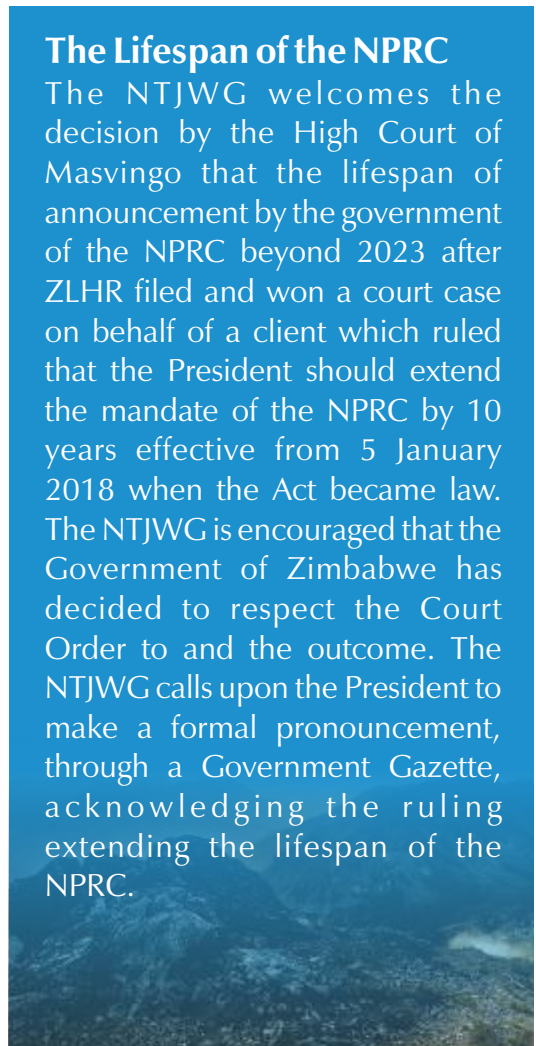 The Lifespan of the NPRC
The NTJWG welcomes the
decision by the High Court of
Masvingo that the lifespan of
announcement by the government
of the NPRC beyond 2023 after
ZLHR filed and won a court case
on behalf of a client which ruled
that the President should extend
the mandate of the NPRC by 10
years effective from 5 January
2018 when the Act became law.
The NTJWG is encouraged that the
Government of Zimbabwe has
decided to respect the Court
Order to and the outcome. The
NTJWG calls upon the President to
make a formal pronouncement,
through a Government Gazette,
acknowledging the ruling
extending the lifespan of the
NPRC.